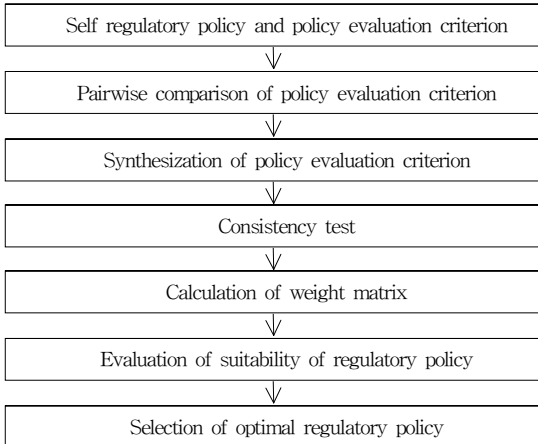 Self regulatory policy and policy evaluation criterion
Pairwise comparison of policy evaluation criterion
Synthesization of policy evaluation criterion
Consistency test
Calculation of weight matrix
Evaluation of suitability of regulatory policy
Selection of optimal regulatory policy